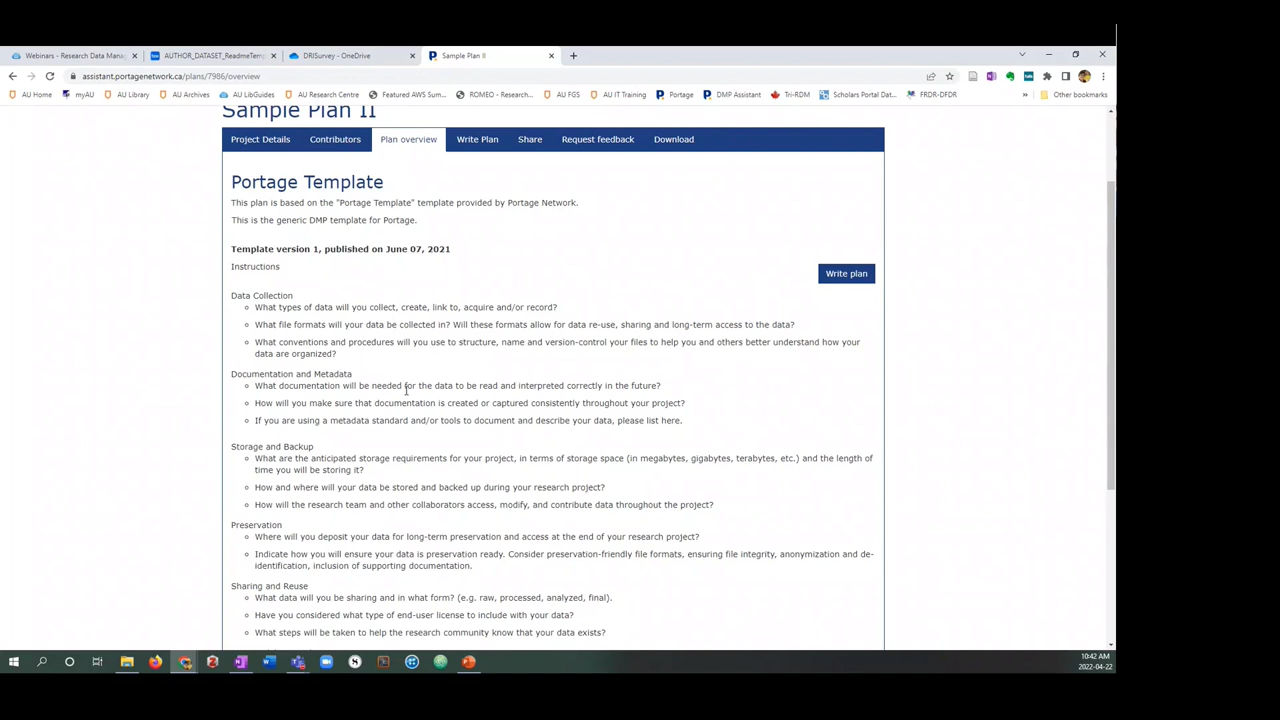 Webinars - Research Data Mana
AUTHOR_DATASET_ReadmeTemp
DRISurvey - OneDrive
Sample Plan II
assistant.portagenetwork.ca/plans/7986/overview
AU Home
myAU
AU Library
AU Archives
AU LibGuides
AU Research Centre
Featured AWS Sum...
ROMEO - Research...
AU FGS
AU IT Training
Portage
DMP Assistant
Tri-RDM
Scholars Portal Dat...
FRDR-DFDR
»
Other bookmarks
Sample Plan II
Project Details
Contributors
Plan overview
Write Plan
Share
Request feedback
Download
Portage Template
This plan is based on the "Portage Template" template provided by Portage Network.
This is the generic DMP template for Portage.
Template version 1, published on June 07, 2021
Instructions
Write plan
Data Collection
What types of data will you collect, create, link to, acquire and/or record?
What file formats will your data be collected in? Will these formats allow for data re-use, sharing and long-term access to the data?
What conventions and procedures will you use to structure, name and version-control your files to help you and others better understand how your
data are organized?
Documentation and Metadata
What documentation will be needed for the data to be read and interpreted correctly in the future?
How will you make sure that documentation is created or captured consistently throughout your project?
If you are using a metadata standard and/or tools to document and describe your data, please list here.
Storage and Backup
What are the anticipated storage requirements for your project, in terms of storage space (in megabytes, gigabytes, terabytes, etc.) and the length of
time you will be storing it?
How and where will your data be stored and backed up during your research project?
How will the research team and other collaborators access, modify, and contribute data throughout the project?
Preservation
Where will you deposit your data for long-term preservation and access at the end of your research project?
Indicate how you will ensure your data is preservation ready. Consider preservation-friendly file formats, ensuring file integrity, anonymization and de-
identification, inclusion of supporting documentation.
Sharing and Reuse
What data will you be sharing and in what form? (e.g. raw, processed, analyzed, final).
Have you considered what type of end-user license to include with your data?
What steps will be taken to help the research community know that your data exists?
10:42 AM
2022-04-22